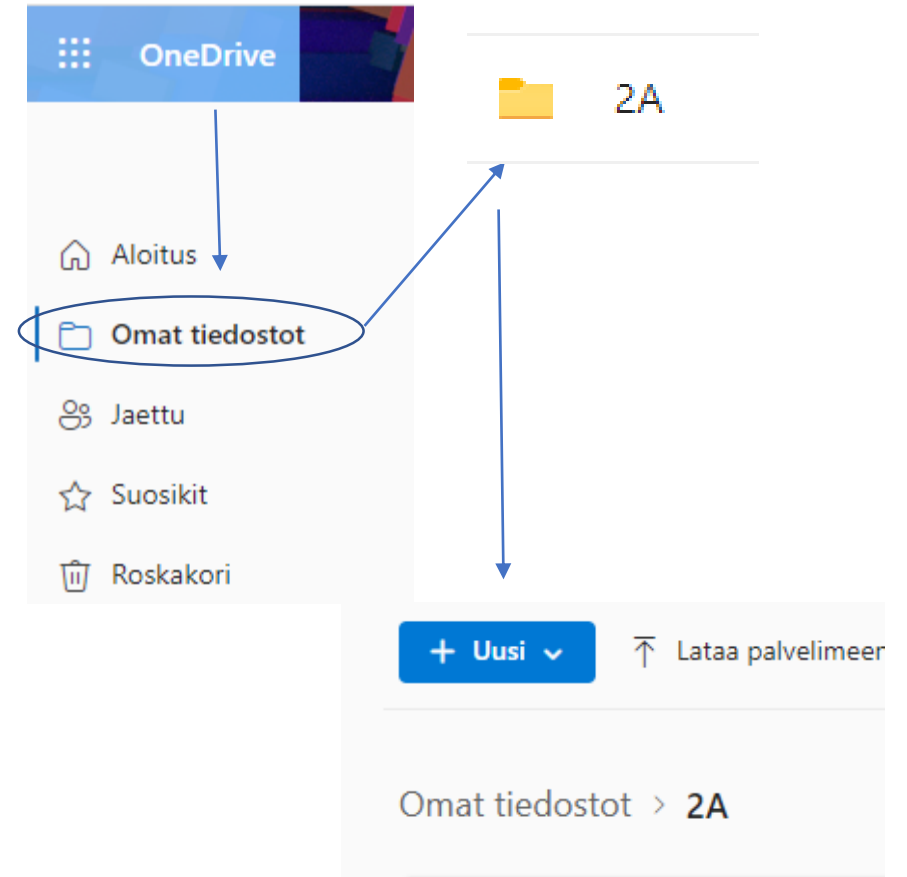 OneDrive
2A
Aloitus
Omat tiedostot
Jaettu
Suosikit
Roskakori
+ Uusi
Lataa palvelimeen
Omat tiedostot > 2A